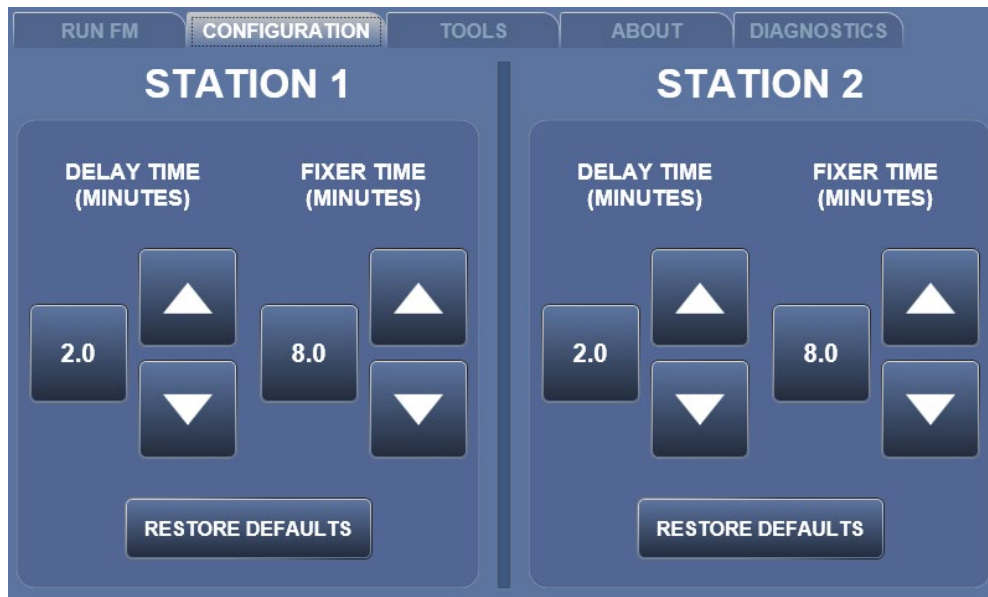 RUN FM
CONFIGURATION
TOOLS
ABOUT
DIAGNOSTICS
STATION 1
DELAY TIME
(MINUTES)
FIXER TIME
(MINUTES)
2.0
8.0
RESTORE DEFAULTS
STATION 2
DELAY TIME
(MINUTES)
FIXER TIME
(MINUTES)
2.0
8.0
RESTORE DEFAULTS